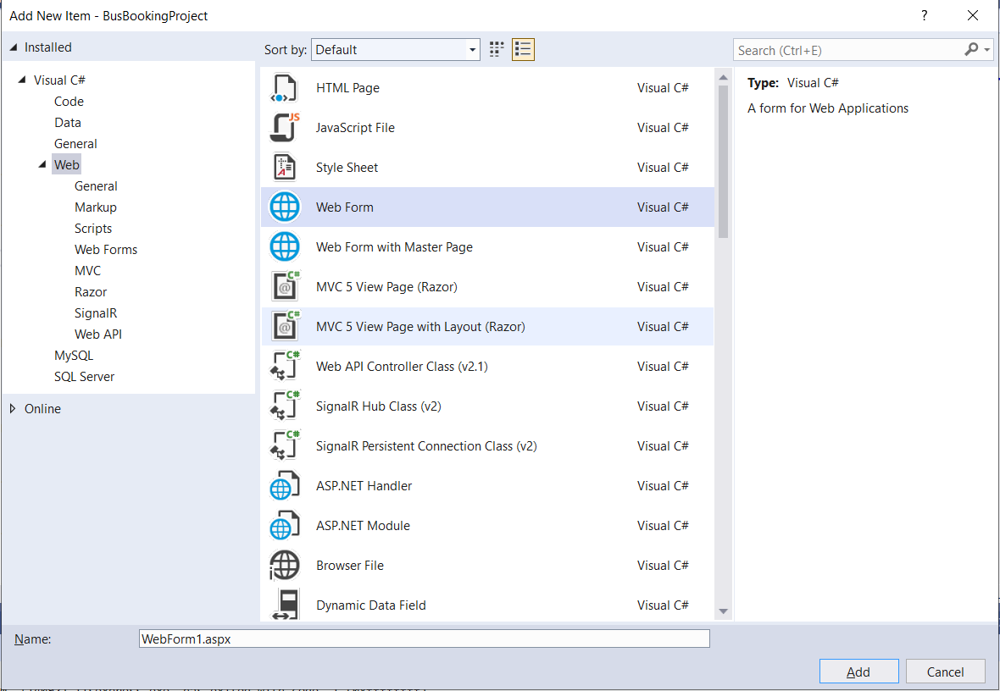 Add New Item - BusBookingProject
?
Installed
Sort by: Default
Search (Ctrl+E)
Visual C#
Code
Data
General
Web
General
Markup
Scripts
Web Forms
MVC
Razor
SignalR
Web API
MySQL
SQL Server
Online
HTML Page Visual C#
JavaScript File Visual C#
Style Sheet Visual C#
Web Form Visual C#
Web Form with Master Page Visual C#
MVC 5 View Page (Razor) Visual C#
MVC 5 View Page with Layout (Razor) Visual C#
Web API Controller Class (v2.1) Visual C#
SignalR Hub Class (v2) Visual C#
SignalR Persistent Connection Class (v2) Visual C#
ASP.NET Handler Visual C#
ASP.NET Module Visual C#
Browser File Visual C#
Dynamic Data Field Visual C#
Type: Visual C#
A form for Web Applications
Name: WebForm1.aspx
Add Cancel